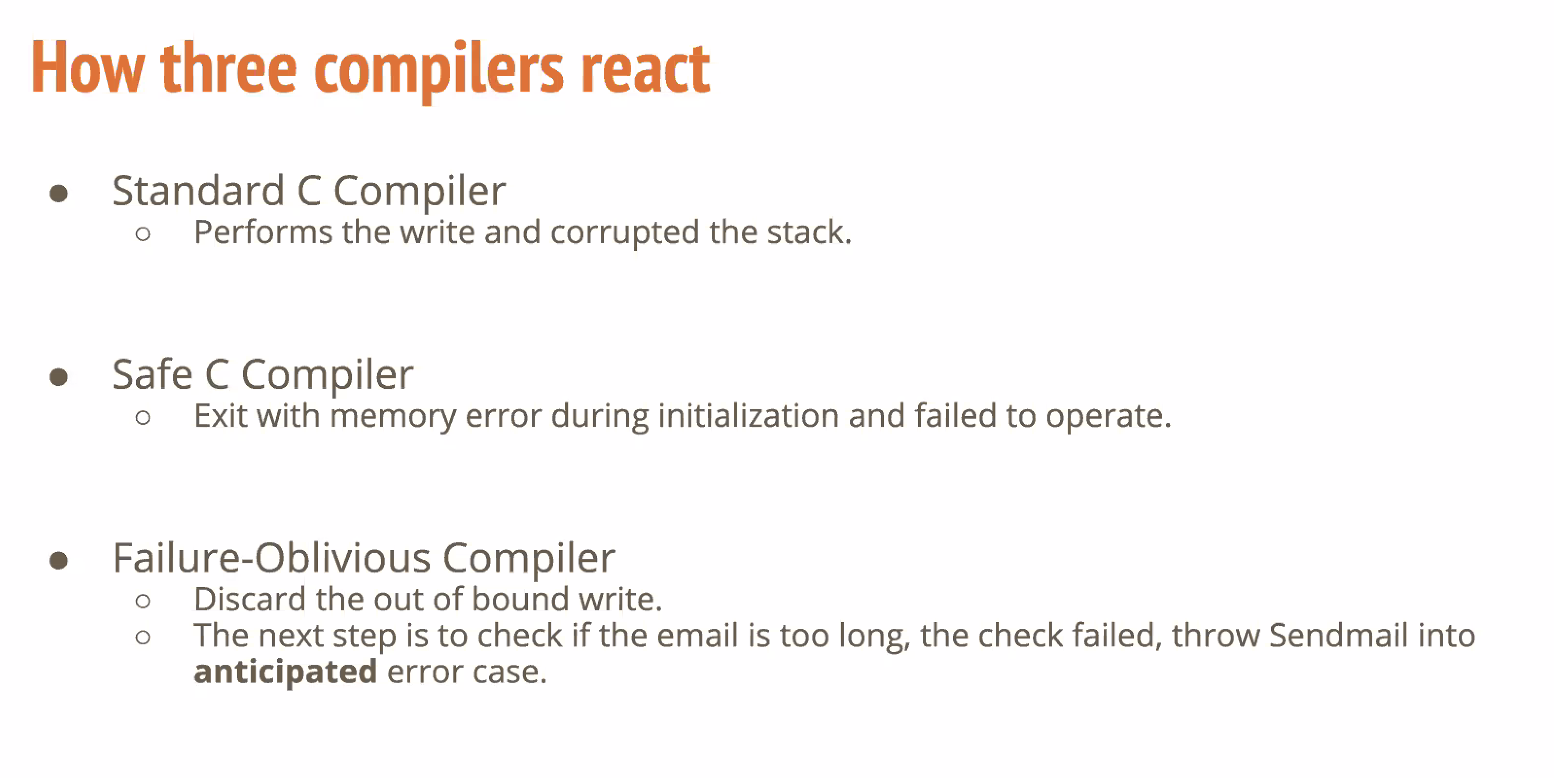 How three compilers react
● Standard C Compiler
○ Performs the write and corrupted the stack.
● Safe C Compiler
○ Exit with memory error during initialization and failed to operate.
● Failure-Oblivious Compiler
○ Discard the out of bound write.
○ The next step is to check if the email is too long, the check failed, throw Sendmail into
anticipated error case.